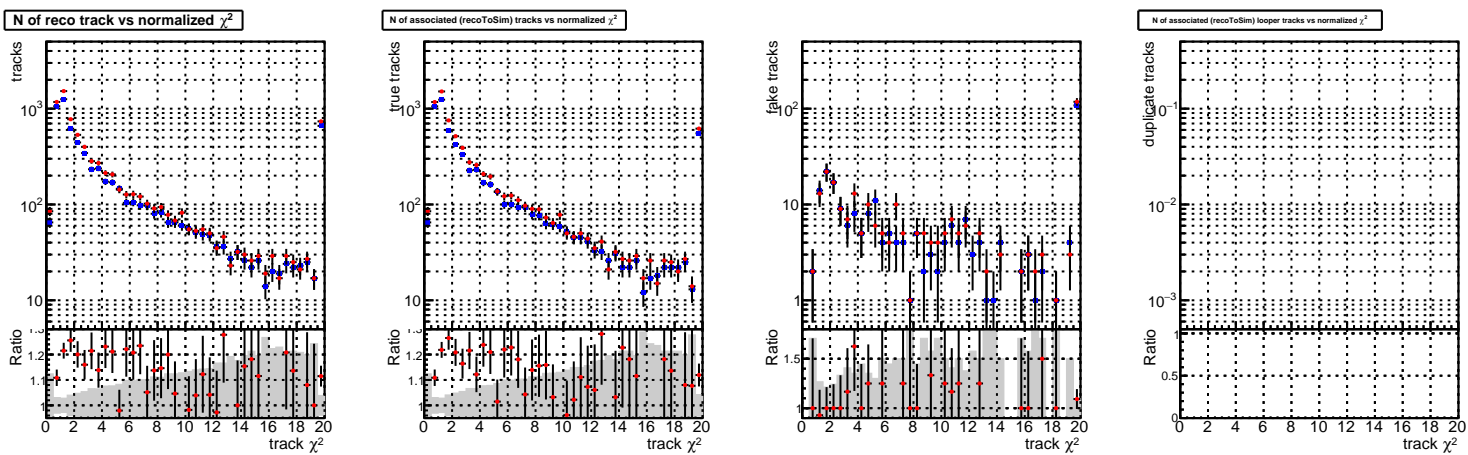 N of reco track vs normalized χ²
tracks
10³
10²
10
Ratio
1.3
1.2
1.1
1
0 2 4 6 8 10 12 14 16 18 20
track χ²
N of associated (recoToSim) tracks vs normalized χ²
true tracks
10³
10²
10
Ratio
1.3
1.2
1.1
1
0 2 4 6 8 10 12 14 16 18 20
track χ²
fake tracks
10²
10
1
Ratio
1.5
1
0 2 4 6 8 10 12 14 16 18 20
track χ²
N of associated (recoToSim) looper tracks vs normalized χ²
duplicate tracks
10⁻¹
10⁻²
10⁻³
Ratio
1
0.5
0
0 2 4 6 8 10 12 14 16 18 20
track χ²